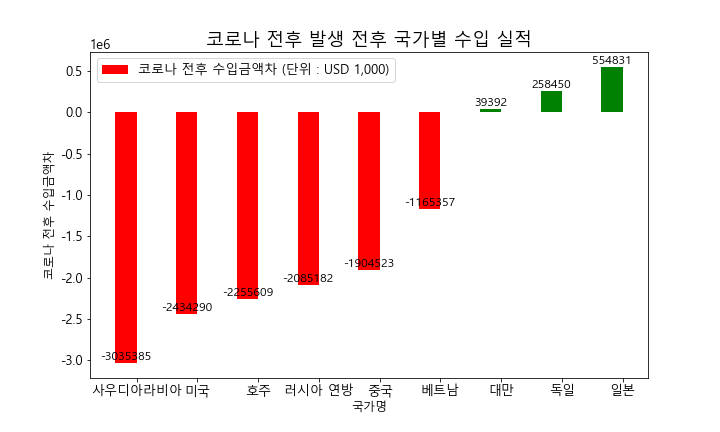 코로나 전후 발생 전후 국가별 수입 실적
1e6
코로나 전후 수입금액차 (단위 : USD 1,000)
554831
258450
39392
-1165357
-1904523
-2085182
-2255609
-2434290
-3035385
0.5
0.0
-0.5
-1.0
-1.5
-2.0
-2.5
-3.0
코로나 전후 수입금액차
사우디아라비아 미국 호주 러시아 연방 중국 베트남 대만 독일 일본
국가명